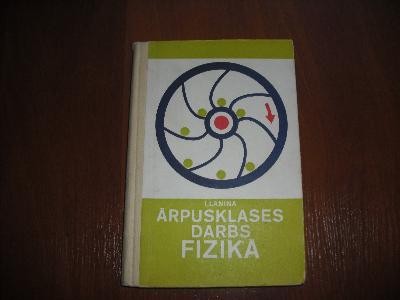 I.LANINA
ĀRPUSKLASES
DARBS
FIZIKĀ